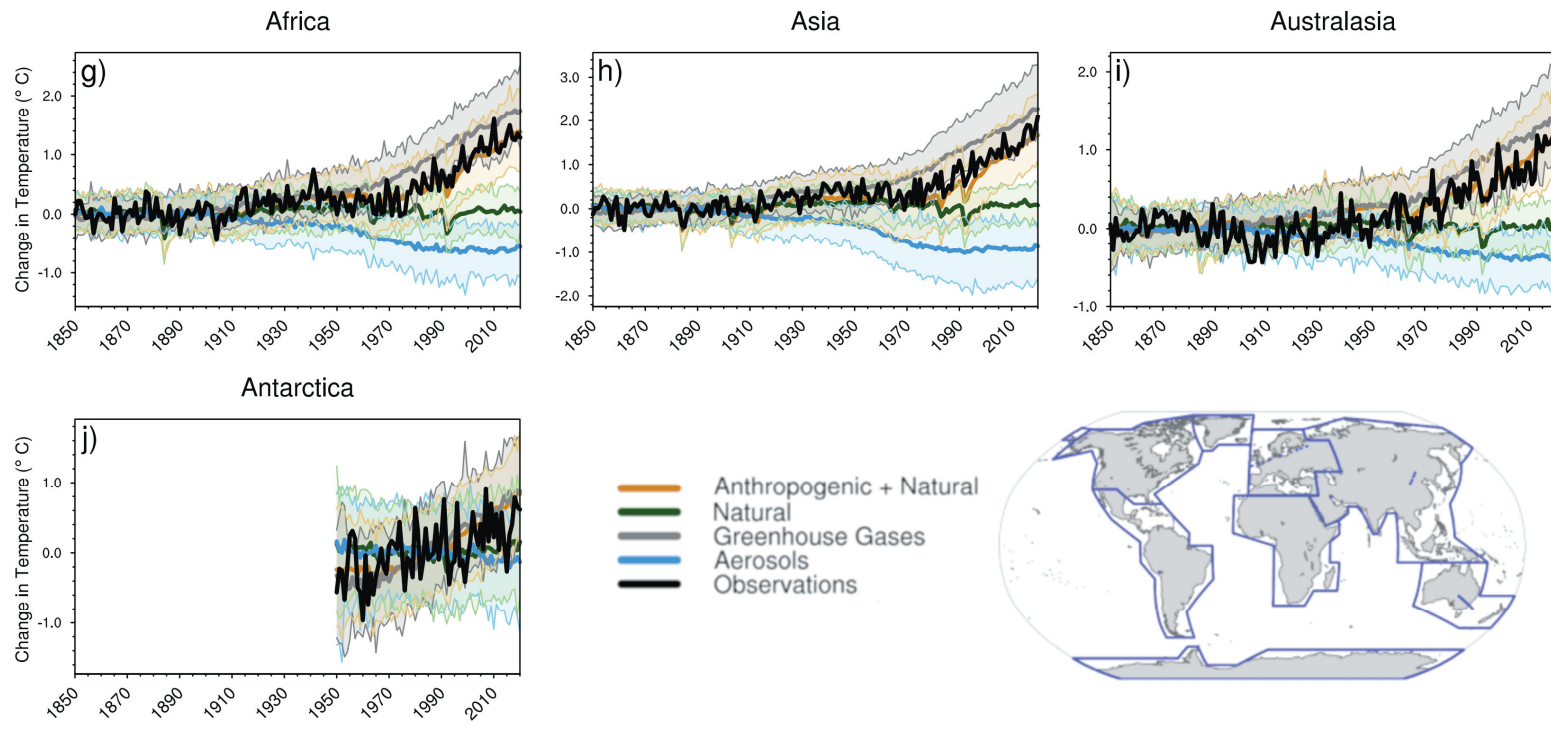 Africa
Asia
Australasia
g)
h)
i)
Change in Temperature (° C)
2.0
1.0
0.0
-1.0
3.0
2.0
1.0
0.0
-1.0
-2.0
2.0
1.0
0.0
-1.0
1850 1870 1890 1910 1930 1950 1970 1990 2010
1850 1870 1890 1910 1930 1950 1970 1990 2010
1850 1870 1890 1910 1930 1950 1970 1990 2010
Antarctica
j)
Change in Temperature (° C)
1.0
0.0
-1.0
1850 1870 1890 1910 1930 1950 1970 1990 2010
Anthropogenic + Natural
Natural
Greenhouse Gases
Aerosols
Observations